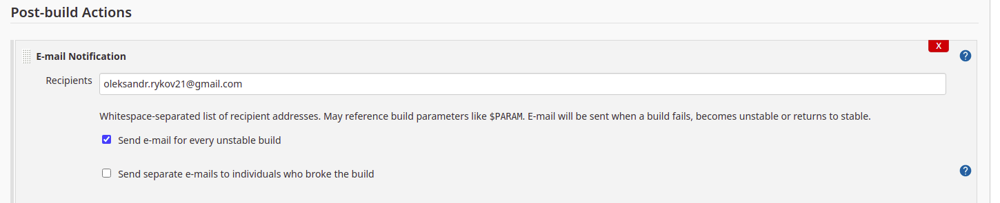 Post-build Actions
X
E-mail Notification
?
Recipients
oleksandr.rykov21@gmail.com
Whitespace-separated list of recipient addresses. May reference build parameters like $PARAM. E-mail will be sent when a build fails, becomes unstable or returns to stable.
Send e-mail for every unstable build
Send separate e-mails to individuals who broke the build
?